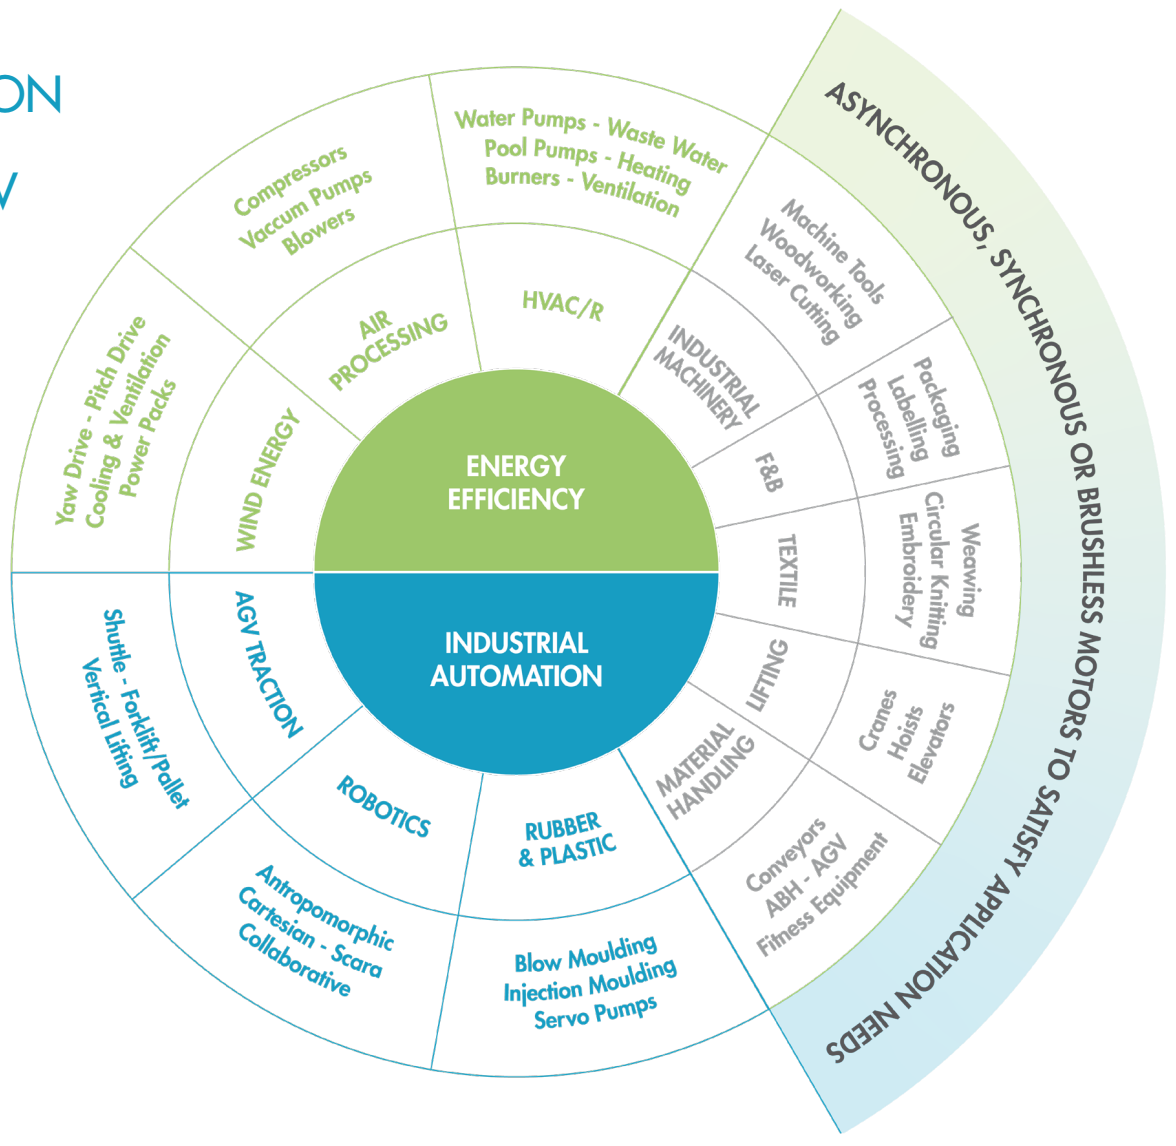 ON
V
Water Pumps - Waste Water
Pool Pumps - Heating
Burners - Ventilation
HVAC/R
Compressors
Vaccum Pumps
Blowers
AIR
PROCESSING
Yaw Drive - Pitch Drive
Cooling & Ventilation
Power Packs
WIND ENERGY
ENERGY
EFFICIENCY
INDUSTRIAL
AUTOMATION
AGV TRACTION
Shuttle - Forklift/Pallet
Vertical Lifting
ROBOTICS
Antropomorphic
Cartesian - Scara
Collaborative
RUBBER
& PLASTIC
Blow Moulding
Injection Moulding
Servo Pumps
INDUSTRIAL
MACHINERY
Machine Tools
Woodworking
Laser Cutting
F&B
Packaging
Labelling
Processing
TEXTILE
Weawing
Circular Knitting
Embroidery
LIFTING
Cranes
Hoists
Elevators
MATERIAL
HANDLING
Conveyors
ABH - AGV
Fitness Equipment
ASYNCHRONOUS, SYNCHRONOUS OR BRUSHLESS MOTORS TO SATISFY APPLICATION NEEDS